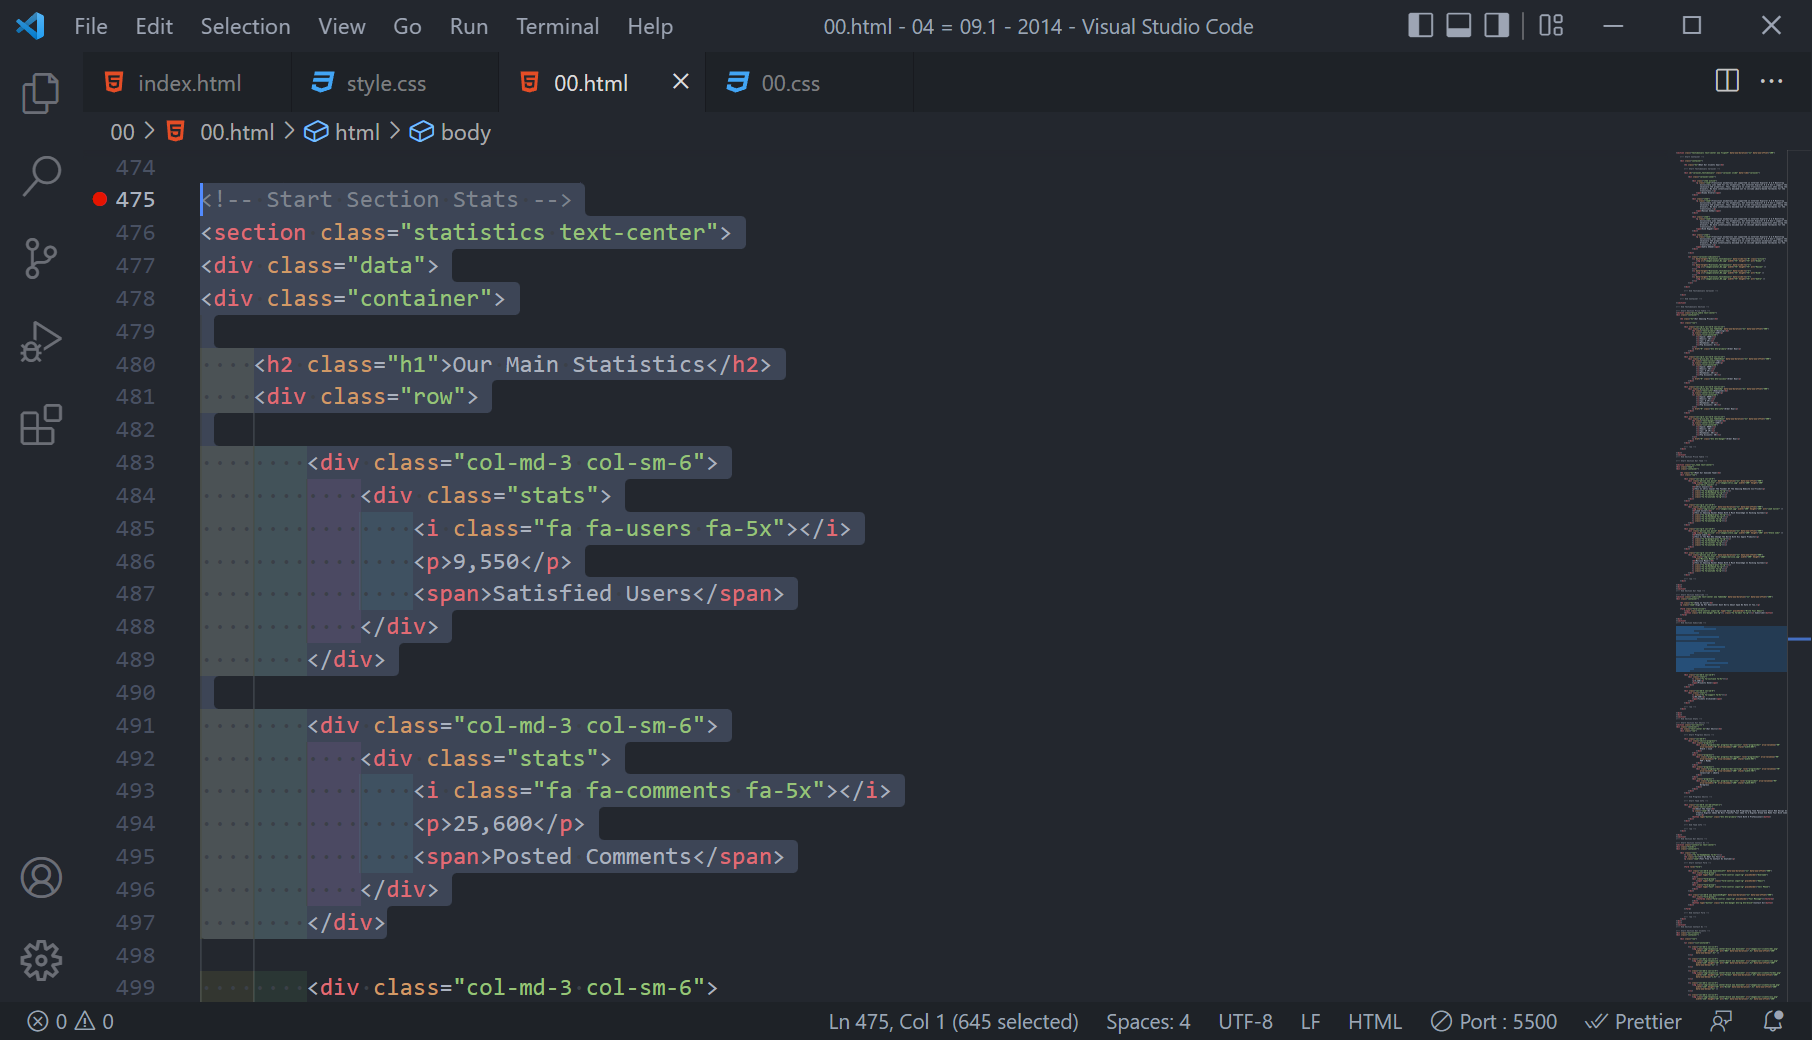 File Edit Selection View Go Run Terminal Help 00.html - 04 = 09.1 - 2014 - Visual Studio Code
index.html style.css 00.html 00.css
00 > 00.html > html > body
474
475 <!-- Start Section Stats -->
476 <section class="statistics text-center">
477 <div class="data">
478 <div class="container">
479
480 <h2 class="h1">Our Main Statistics</h2>
481 <div class="row">
482
483 <div class="col-md-3 col-sm-6">
484 <div class="stats">
485 <i class="fa fa-users fa-5x"></i>
486 <p>9,550</p>
487 <span>Satisfied Users</span>
488 </div>
489 </div>
490
491 <div class="col-md-3 col-sm-6">
492 <div class="stats">
493 <i class="fa fa-comments fa-5x"></i>
494 <p>25,600</p>
495 <span>Posted Comments</span>
496 </div>
497 </div>
498
499 <div class="col-md-3 col-sm-6">
0 0 Ln 475, Col 1 (645 selected) Spaces: 4 UTF-8 LF HTML Port : 5500 Prettier